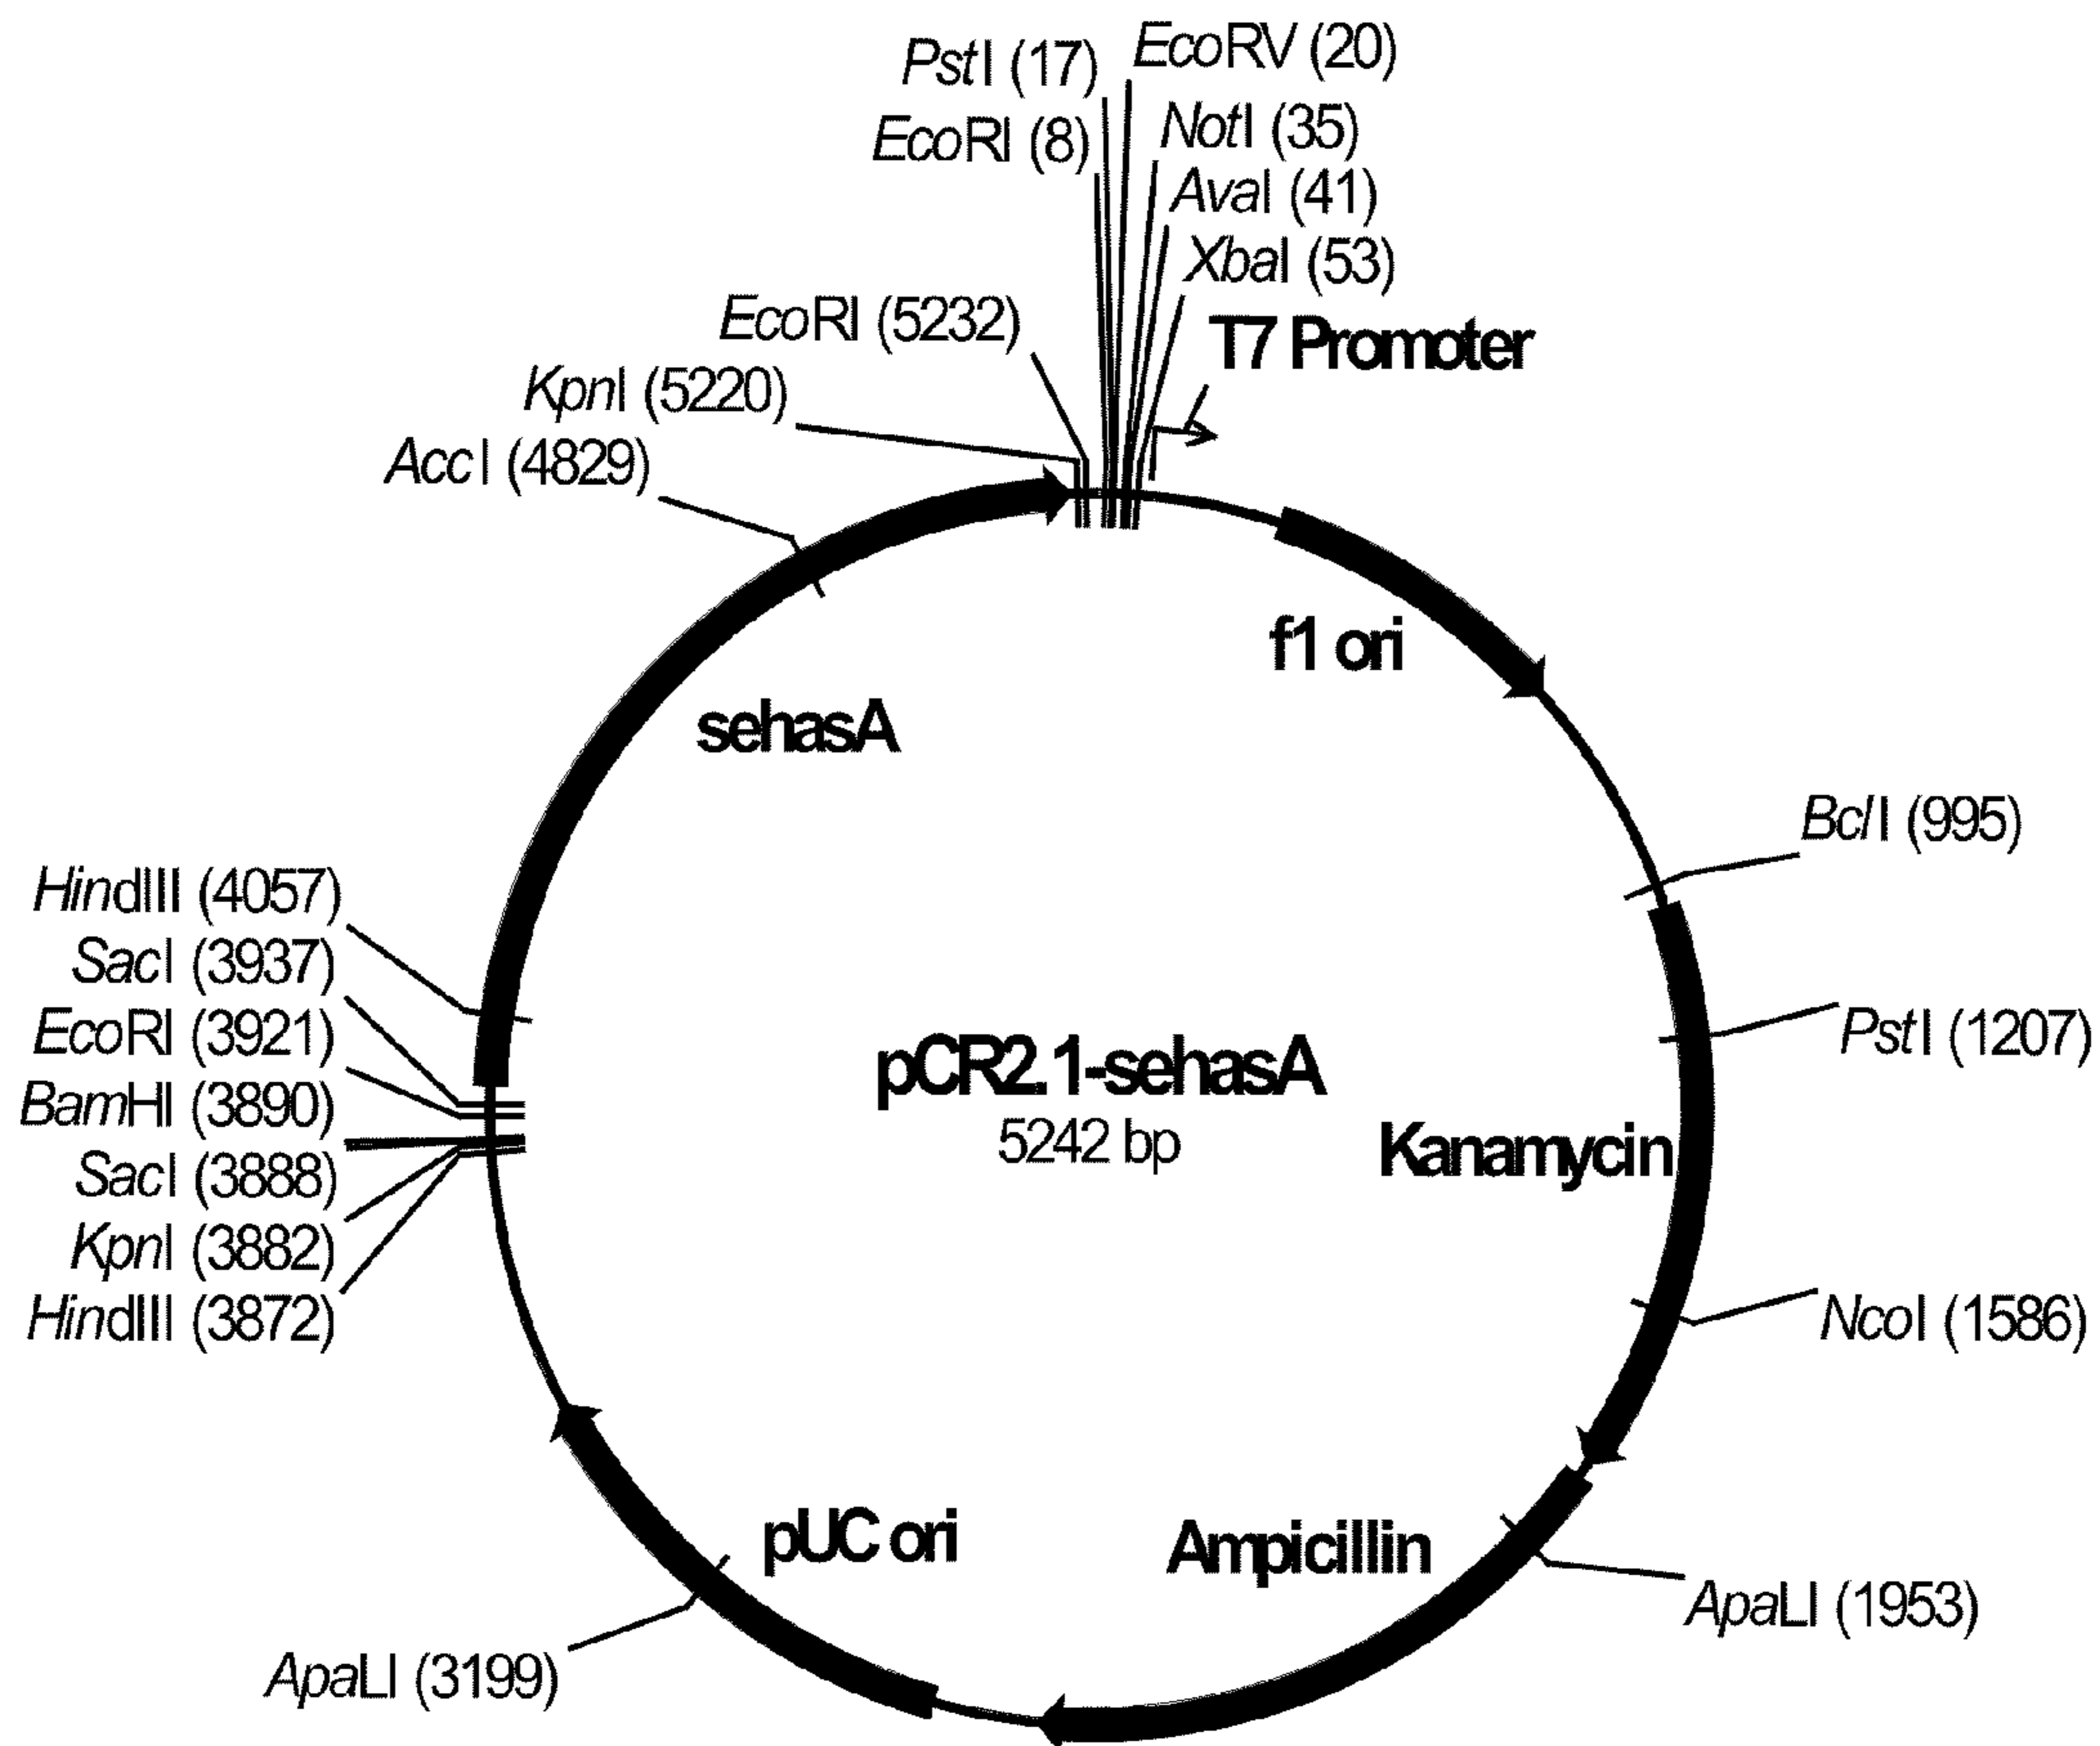 PstI (17)
EcoRV (20)
EcoRI (8)
NotI (35)
AvaI (41)
XbaI (53)
EcoRI (5232)
T7 Promoter
KpnI (5220)
AccI (4829)
f1 ori
sehasA
BclI (995)
HindIII (4057)
SacI (3937)
EcoRI (3921)
BamHI (3890)
SacI (3888)
KpnI (3882)
HindIII (3872)
pCR2.1-sehasA
5242 bp
PstI (1207)
Kanamycin
NcoI (1586)
pUC ori
Ampicillin
ApaLI (1953)
ApaLI (3199)